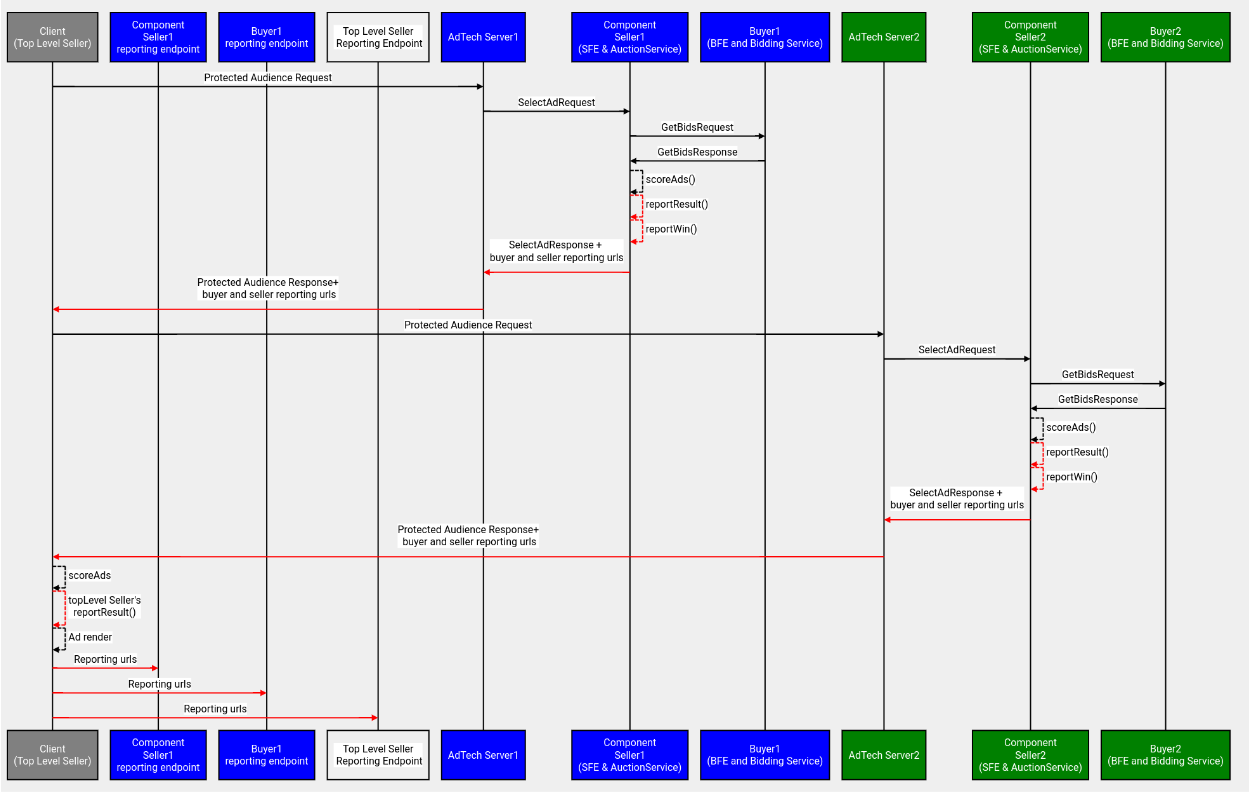 Client
(Top Level Seller)
Component
Seller1
reporting endpoint
Buyer1
reporting endpoint
Top Level Seller
Reporting Endpoint
AdTech Server1
Component
Seller1
(SFE & AuctionService)
Buyer1
(BFE and Bidding Service)
AdTech Server2
Component
Seller2
(SFE & AuctionService)
Buyer2
(BFE and Bidding Service)
Protected Audience Request
SelectAdRequest
GetBidsRequest
GetBidsResponse
scoreAds()
reportResult()
reportWin()
SelectAdResponse +
buyer and seller reporting urls
Protected Audience Response+
buyer and seller reporting urls
Protected Audience Request
SelectAdRequest
GetBidsRequest
GetBidsResponse
scoreAds()
reportResult()
reportWin()
SelectAdResponse +
buyer and seller reporting urls
Protected Audience Response+
buyer and seller reporting urls
scoreAds
topLevel Seller's
reportResult()
Ad render
Reporting urls
Reporting urls
Reporting urls
Client
(Top Level Seller)
Component
Seller1
reporting endpoint
Buyer1
reporting endpoint
Top Level Seller
Reporting Endpoint
AdTech Server1
Component
Seller1
(SFE & AuctionService)
Buyer1
(BFE and Bidding Service)
AdTech Server2
Component
Seller2
(SFE & AuctionService)
Buyer2
(BFE and Bidding Service)